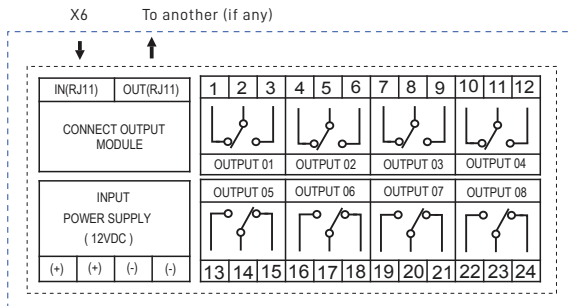 X6 To another (if any)
IN(RJ11) OUT(RJ11)
CONNECT OUTPUT
MODULE
1 2 3 4 5 6 7 8 9 10 11 12
OUTPUT 01 OUTPUT 02 OUTPUT 03 OUTPUT 04
INPUT
POWER SUPPLY
( 12VDC )
(+) (+) (-) (-)
OUTPUT 05 OUTPUT 06 OUTPUT 07 OUTPUT 08
13 14 15 16 17 18 19 20 21 22 23 24